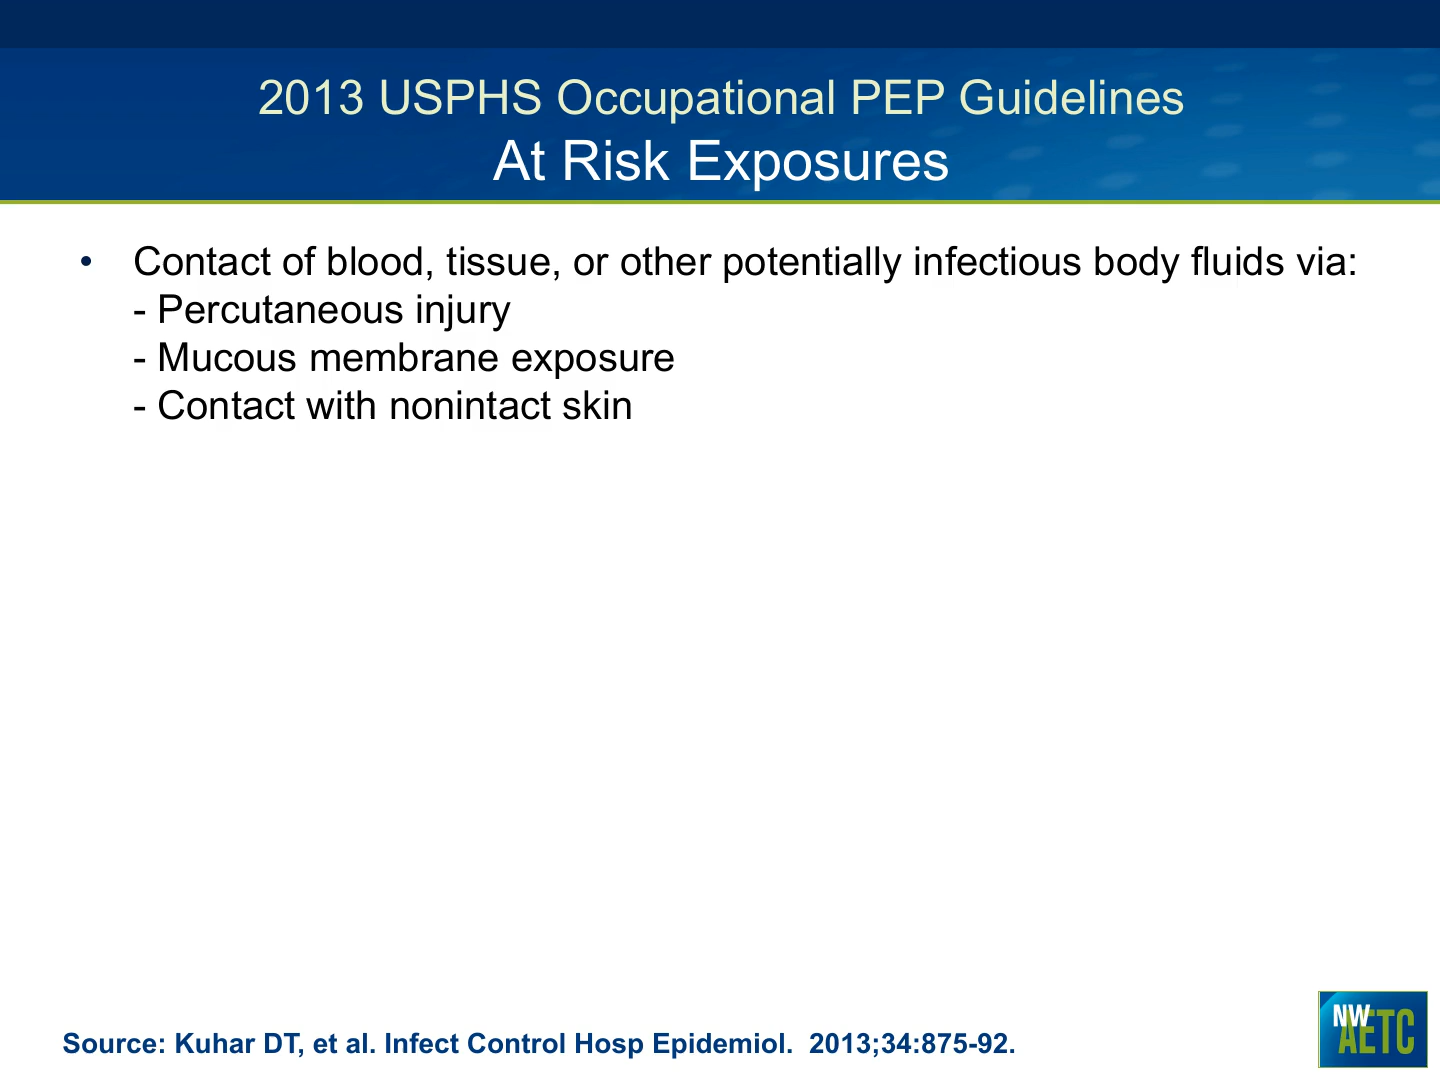 2013 USPHS Occupational PEP Guidelines
At Risk Exposures
• Contact of blood, tissue, or other potentially infectious body fluids via:
- Percutaneous injury
- Mucous membrane exposure
- Contact with nonintact skin
Source: Kuhar DT, et al. Infect Control Hosp Epidemiol. 2013;34:875-92.
NW
AETC